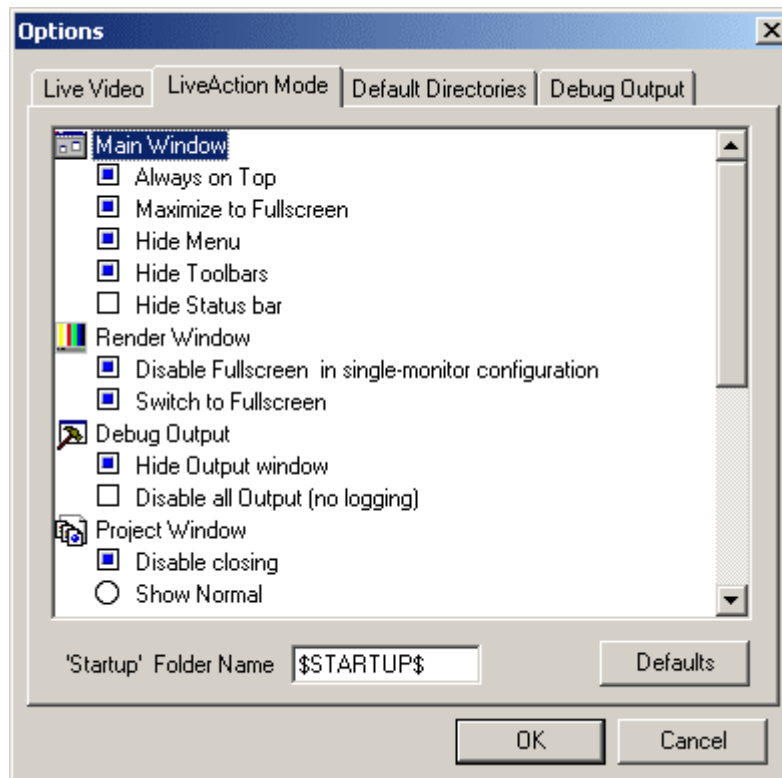 Options
Live Video LiveAction Mode Default Directories Debug Output
Main Window
Always on Top
Maximize to Fullscreen
Hide Menu
Hide Toolbars
Hide Status bar
Render Window
Disable Fullscreen in single-monitor configuration
Switch to Fullscreen
Debug Output
Hide Output window
Disable all Output (no logging)
Project Window
Disable closing
Show Normal
'Startup' Folder Name $STARTUP$ Defaults
OK Cancel